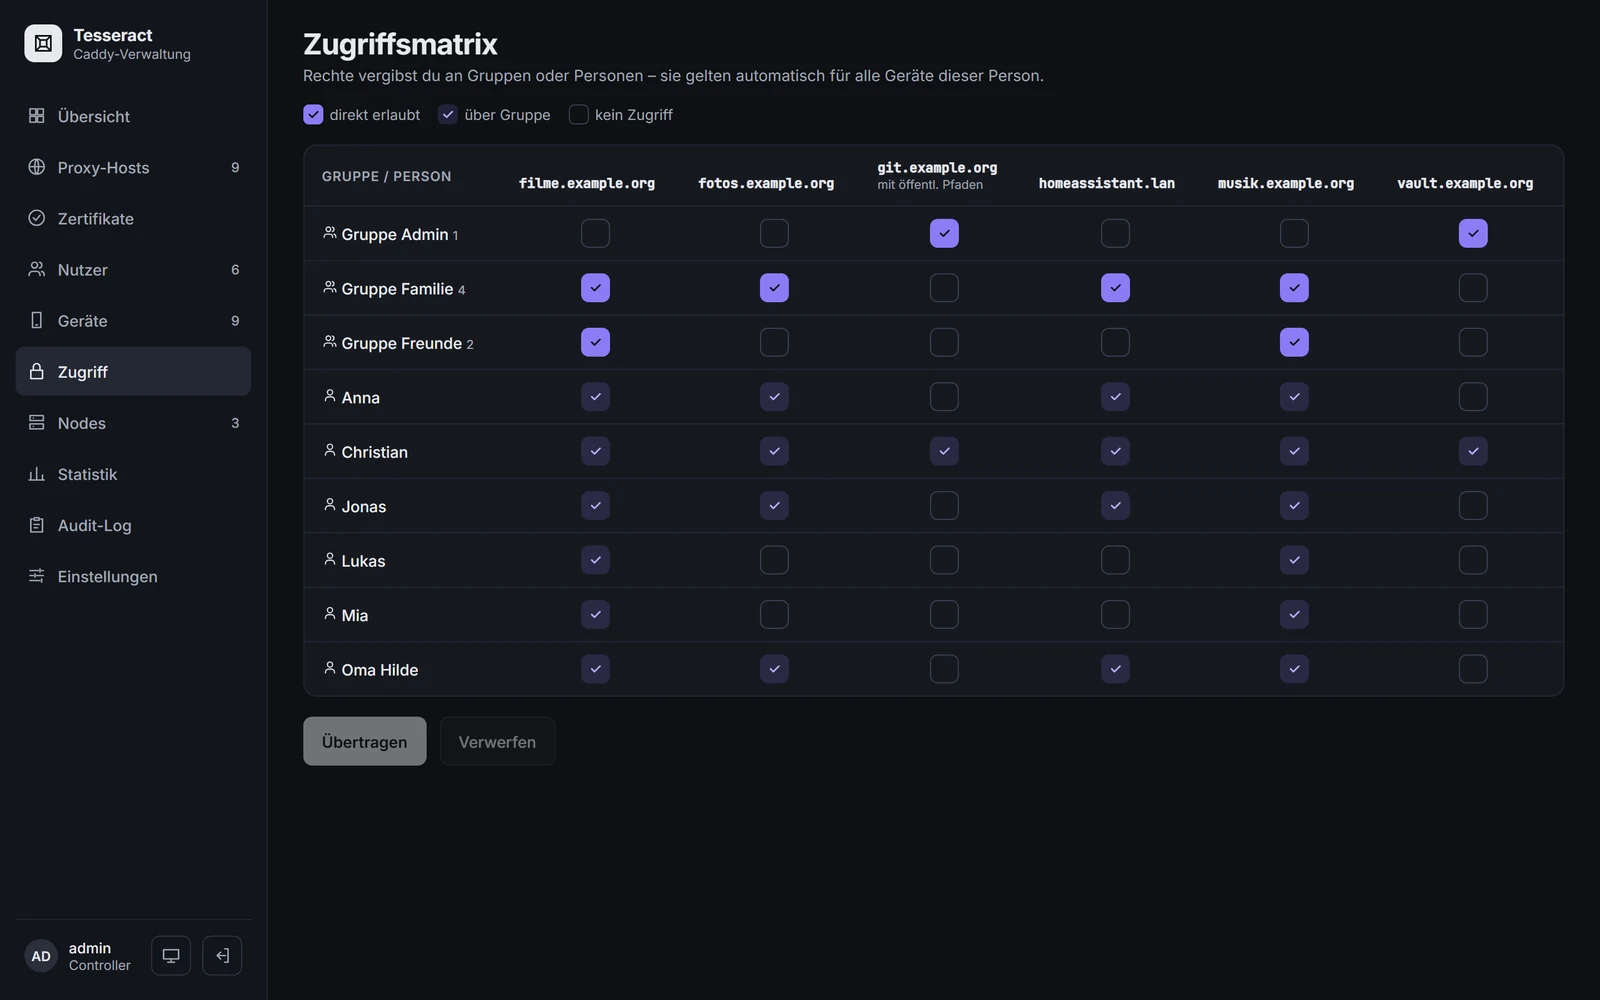 Tesseract
Caddy-Verwaltung
Übersicht
Proxy-Hosts 9
Zertifikate
Nutzer 6
Geräte 9
Zugriff
Nodes 3
Statistik
Audit-Log
Einstellungen
AD
admin
Controller
Zugriffsmatrix
Rechte vergibst du an Gruppen oder Personen – sie gelten automatisch für alle Geräte dieser Person.
direkt erlaubt über Gruppe kein Zugriff
GRUPPE / PERSON filme.example.org fotos.example.org git.example.org homeassistant.lan musik.example.org vault.example.org
mit öffentl. Pfaden
Gruppe Admin 1
Gruppe Familie 4
Gruppe Freunde 2
Anna
Christian
Jonas
Lukas
Mia
Oma Hilde
Übertragen Verwerfen